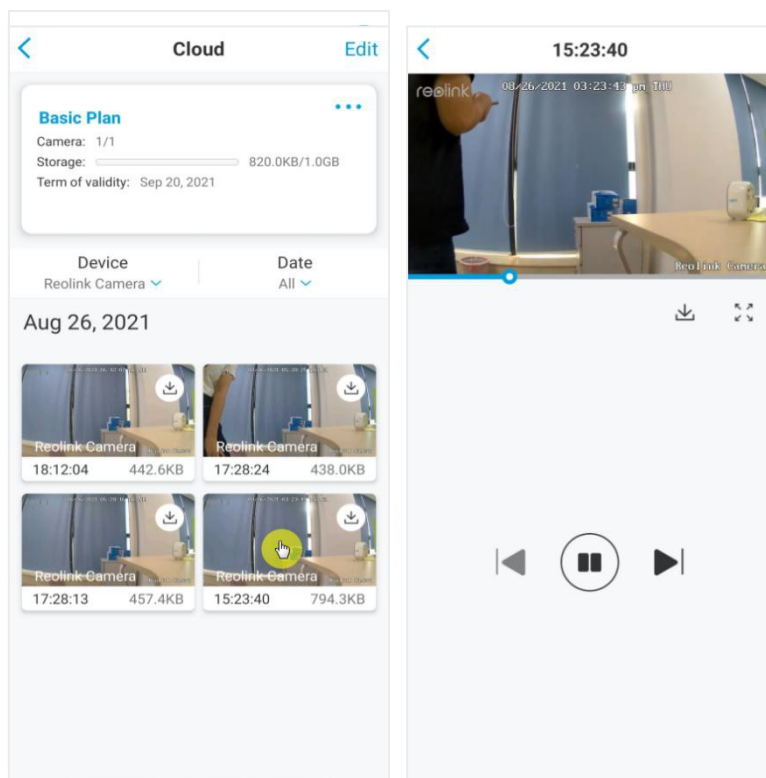 Cloud
Edit
Basic Plan
Camera: 1/1
Storage: 820.0KB/1.0GB
Term of validity: Sep 20, 2021
Device
Date
Reolink Camera
All
Aug 26, 2021
Reolink Camera
18:12:04 442.6KB
Reolink Camera
17:28:24 438.0KB
Reolink Camera
17:28:13 457.4KB
Reolink Camera
15:23:40 794.3KB
15:23:40
reolink
08/26/2021 03:23:43 pm THU
Reolink Camera